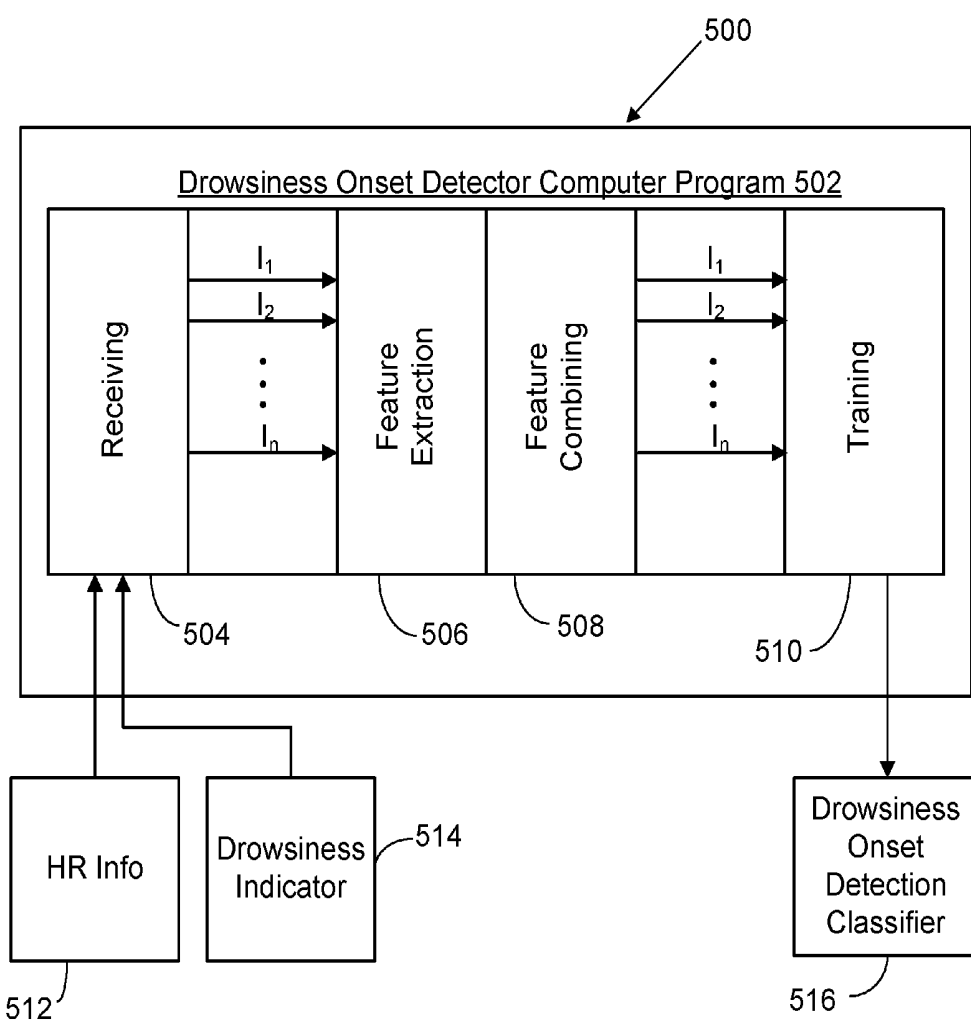 500
Drowsiness Onset Detector Computer Program 502
Receiving
I1
I2
In
Feature
Extraction
Feature
Combining
I1
I2
In
Training
504
506
508
510
HR Info
512
Drowsiness
Indicator
514
Drowsiness
Onset
Detection
Classifier
516